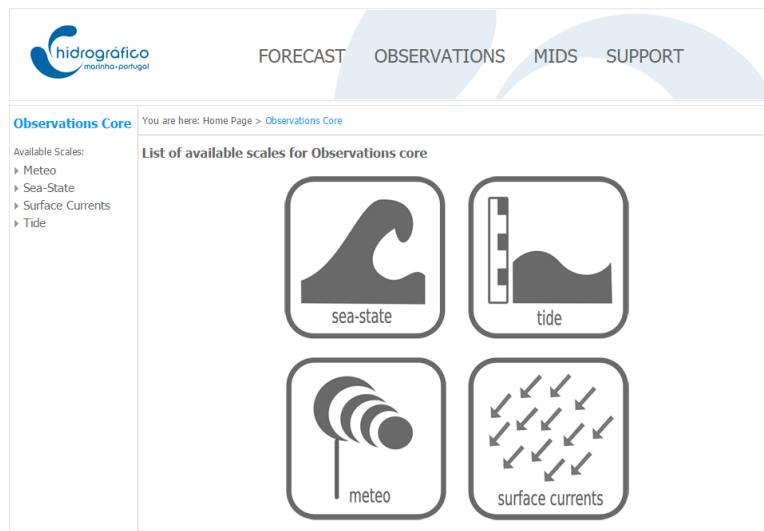 hidrográfico
marinha-portugal
FORECAST OBSERVATIONS MIDS SUPPORT
Observations Core
Available Scales:
Meteo
Sea-State
Surface Currents
Tide
You are here: Home Page > Observations Core
List of available scales for Observations core
sea-state
tide
meteo
surface currents